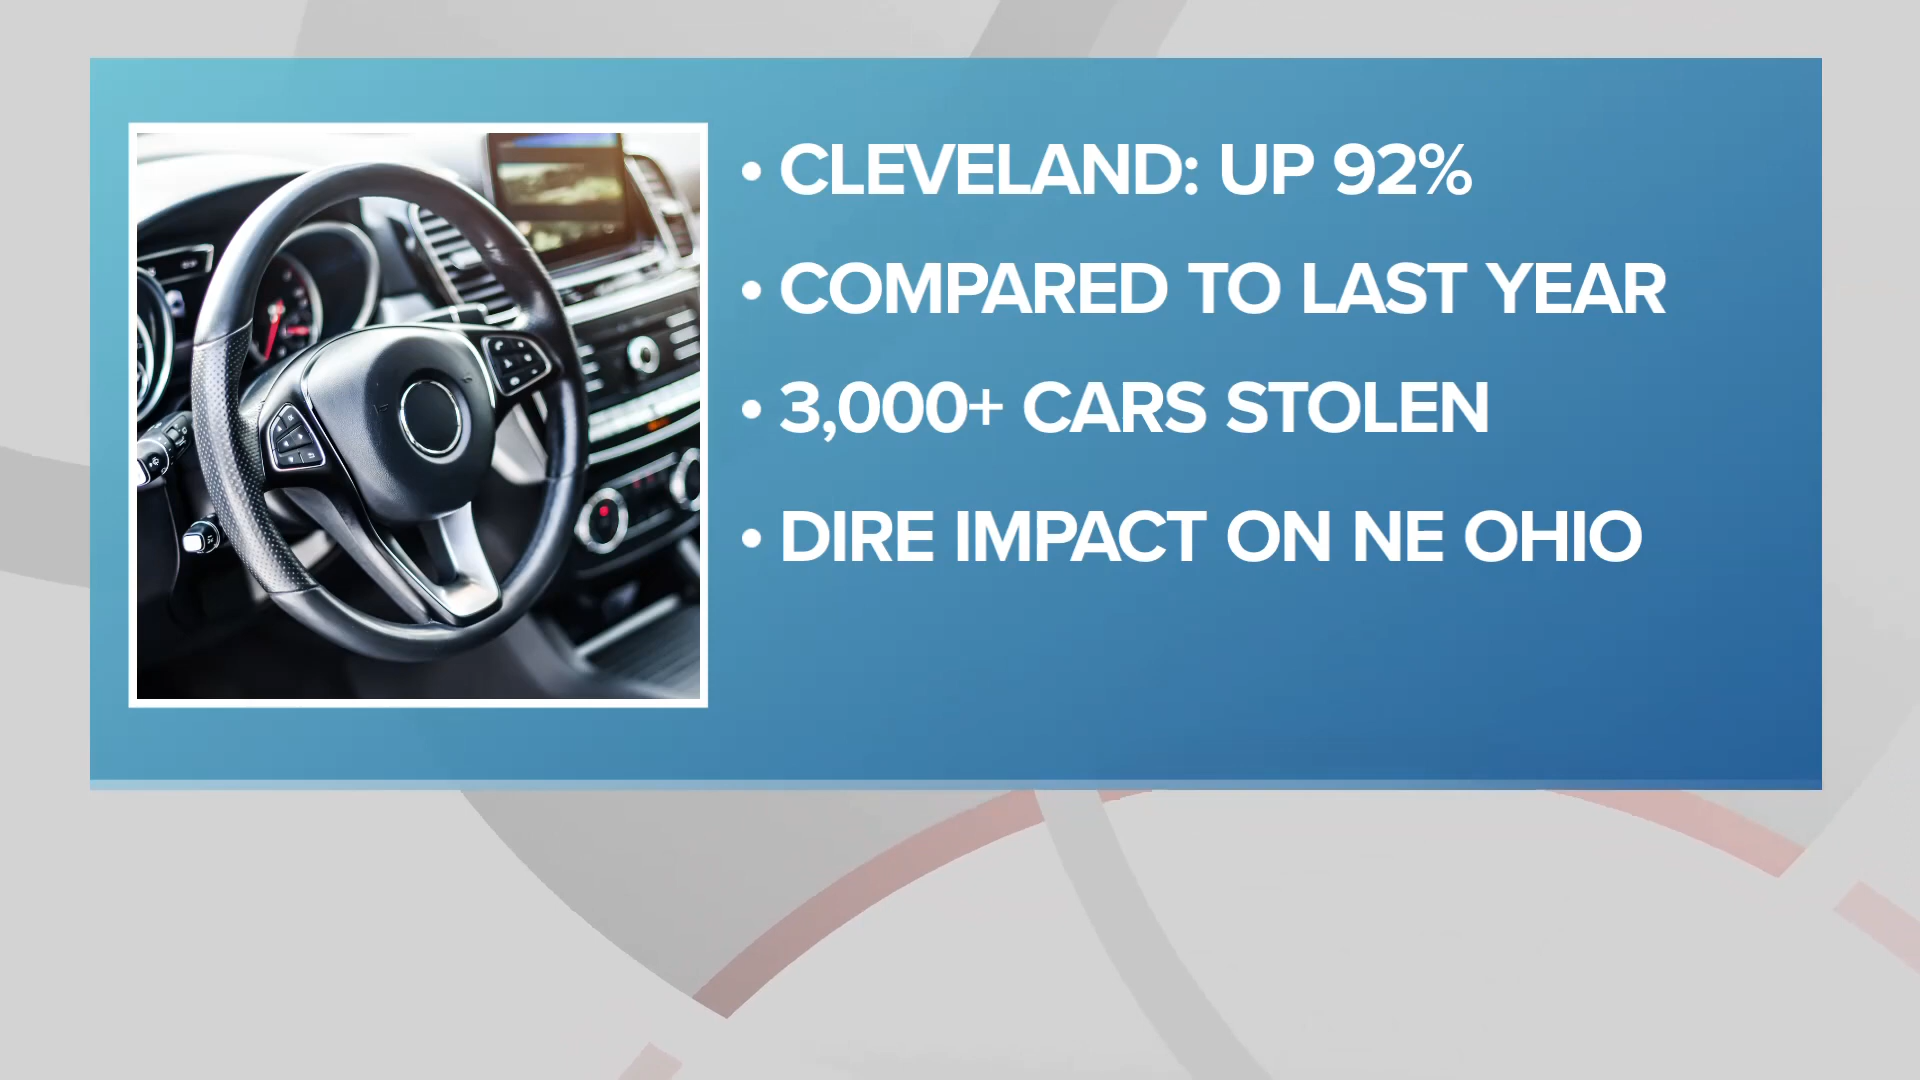 • CLEVELAND: UP 92%
• COMPARED TO LAST YEAR
• 3,000+ CARS STOLEN
• DIRE IMPACT ON NE OHIO